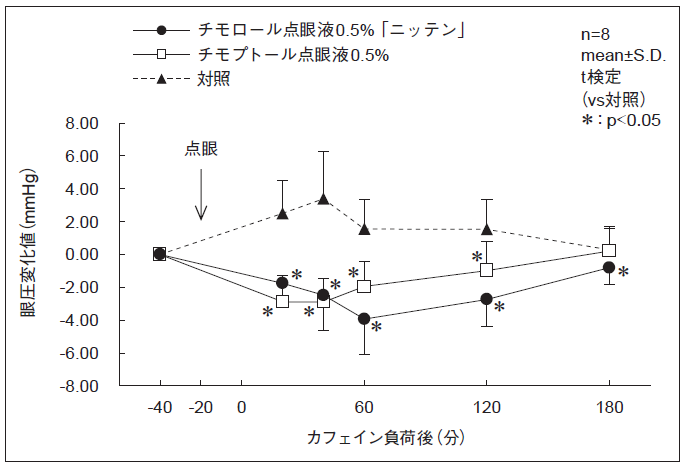 チモロール点眼液0.5%「ニッテン」
チモプトール点眼液0.5%
対照
n=8
mean±S.D.
t検定
(vs対照)
*:p<0.05
点眼
眼圧変化値(mmHg)
8.00
6.00
4.00
2.00
0.00
-2.00
-4.00
-6.00
-8.00
* * * * * * * *
-40 -20 0 60 120 180
カフェイン負荷後(分)